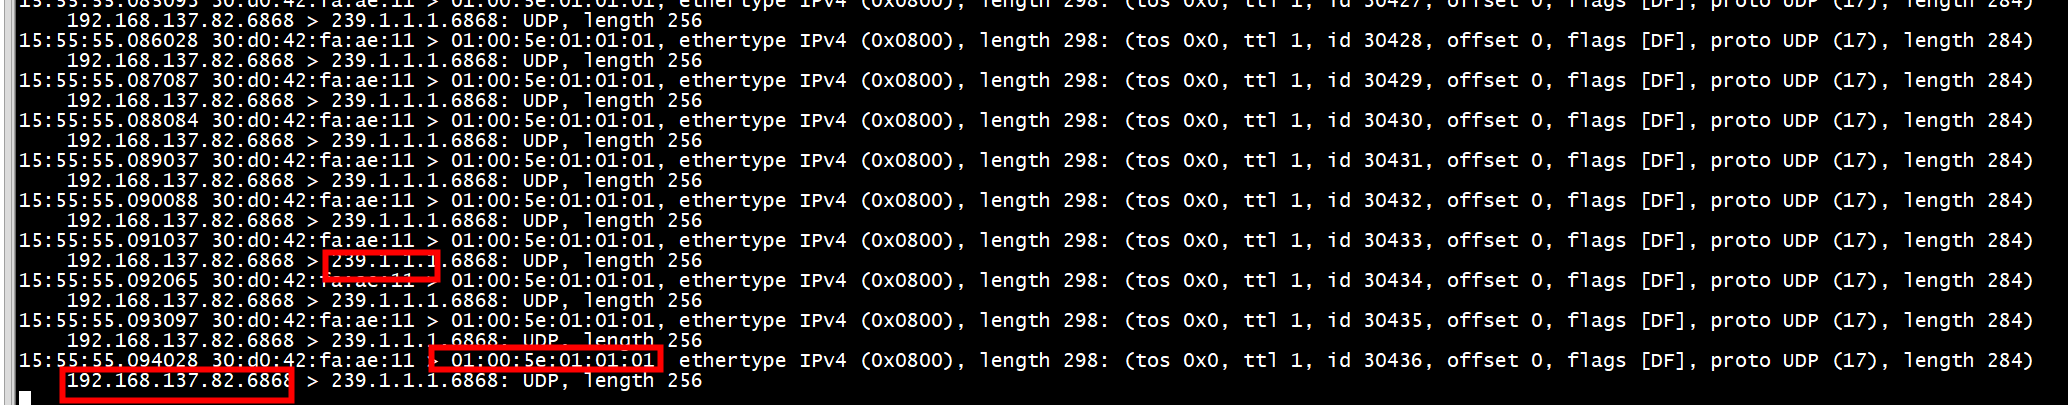 15:55:55.085095 30:d0:42:fa:ae:11 > 01:00:5e:01:01:01, ethertype IPv4 (0x0800), length 298: (tos 0x0, ttl 1, id 30427, offset 0, flags [DF], proto UDP (17), length 284)
192.168.137.82.6868 > 239.1.1.1.6868: UDP, length 256
15:55:55.086028 30:d0:42:fa:ae:11 > 01:00:5e:01:01:01, ethertype IPv4 (0x0800), length 298: (tos 0x0, ttl 1, id 30428, offset 0, flags [DF], proto UDP (17), length 284)
192.168.137.82.6868 > 239.1.1.1.6868: UDP, length 256
15:55:55.087087 30:d0:42:fa:ae:11 > 01:00:5e:01:01:01, ethertype IPv4 (0x0800), length 298: (tos 0x0, ttl 1, id 30429, offset 0, flags [DF], proto UDP (17), length 284)
192.168.137.82.6868 > 239.1.1.1.6868: UDP, length 256
15:55:55.088084 30:d0:42:fa:ae:11 > 01:00:5e:01:01:01, ethertype IPv4 (0x0800), length 298: (tos 0x0, ttl 1, id 30430, offset 0, flags [DF], proto UDP (17), length 284)
192.168.137.82.6868 > 239.1.1.1.6868: UDP, length 256
15:55:55.089037 30:d0:42:fa:ae:11 > 01:00:5e:01:01:01, ethertype IPv4 (0x0800), length 298: (tos 0x0, ttl 1, id 30431, offset 0, flags [DF], proto UDP (17), length 284)
192.168.137.82.6868 > 239.1.1.1.6868: UDP, length 256
15:55:55.090088 30:d0:42:fa:ae:11 > 01:00:5e:01:01:01, ethertype IPv4 (0x0800), length 298: (tos 0x0, ttl 1, id 30432, offset 0, flags [DF], proto UDP (17), length 284)
192.168.137.82.6868 > 239.1.1.1.6868: UDP, length 256
15:55:55.091037 30:d0:42:fa:ae:11 > 01:00:5e:01:01:01, ethertype IPv4 (0x0800), length 298: (tos 0x0, ttl 1, id 30433, offset 0, flags [DF], proto UDP (17), length 284)
192.168.137.82.6868 > 239.1.1.1.6868: UDP, length 256
15:55:55.092065 30:d0:42:fa:ae:11 > 01:00:5e:01:01:01, ethertype IPv4 (0x0800), length 298: (tos 0x0, ttl 1, id 30434, offset 0, flags [DF], proto UDP (17), length 284)
192.168.137.82.6868 > 239.1.1.1.6868: UDP, length 256
15:55:55.093097 30:d0:42:fa:ae:11 > 01:00:5e:01:01:01, ethertype IPv4 (0x0800), length 298: (tos 0x0, ttl 1, id 30435, offset 0, flags [DF], proto UDP (17), length 284)
192.168.137.82.6868 > 239.1.1.1.6868: UDP, length 256
15:55:55.094028 30:d0:42:fa:ae:11 > 01:00:5e:01:01:01, ethertype IPv4 (0x0800), length 298: (tos 0x0, ttl 1, id 30436, offset 0, flags [DF], proto UDP (17), length 284)
192.168.137.82.6868 > 239.1.1.1.6868: UDP, length 256